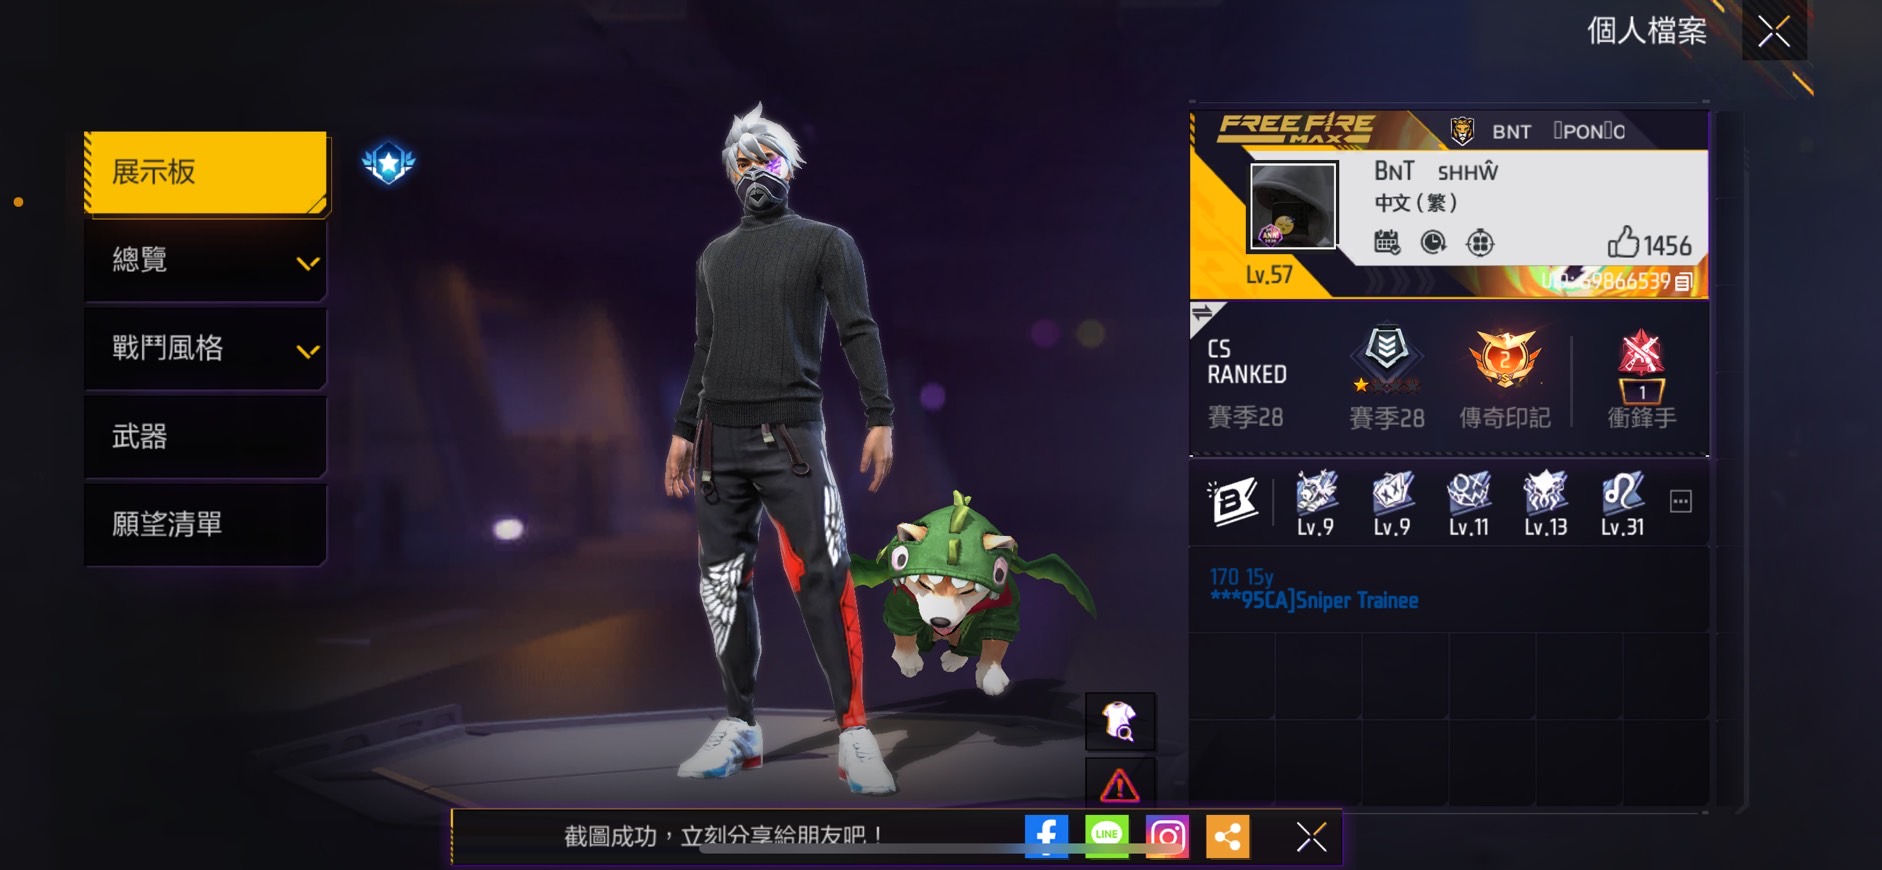 個人檔案
展示板
總覽
戰鬥風格
武器
願望清單
FREE FIRE
MAX
BNT
BNT SHHŴ
中文（繁）
1456
Lv.57
CS
RANKED
賽季28
賽季28
2
傳奇印記
1
衝鋒手
Lv.9
Lv.9
Lv.11
Lv.13
Lv.31
170 15y
***95CA]Sniper Trainee
截圖成功，立刻分享給朋友吧！
LINE